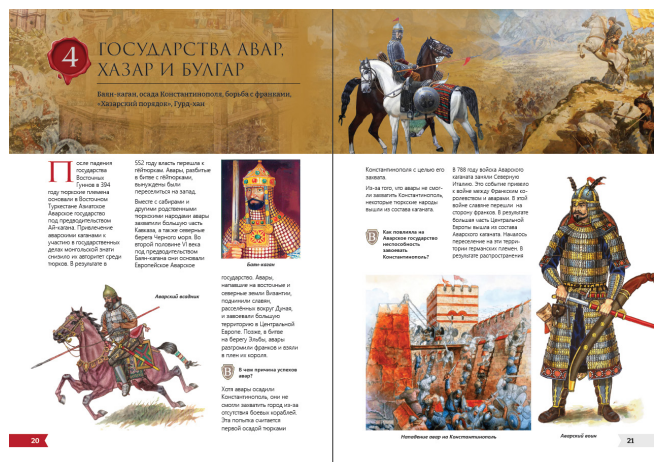 4
ГОСУДАРСТВА АВАР,
ХАЗАР И БУЛГАР
Баян-каган, осада Константинополя, борьба с франками,
«Хазарский порядок», Гурд-хан
После падения
государства
Восточных
Гуннов в 394
году тюркские племена
основали в Восточном
Туркестане Азиатское
Аварское государство
под предводительством
Ай-кагана. Привлечение
аварскими каганами к
участию в государственных
делах монгольской знати
снизило их авторитет среди
тюрков. В результате в
552 году власть перешла к
гёйтюркам. Авары, разбитые
в битве с гёйтюрками,
вынуждены были
переселиться на запад.
Вместе с сабирами и
другими родственными
тюркскими народами авары
захватили большую часть
Кавказа, а также северные
берега Черного моря. Во
второй половине VI века
под предводительством
Баян-кагана они основали
Европейское Аварское
Баян-каган
государство. Авары,
напавшие на восточные и
северные земли Византии,
подчинили славян,
расселённых вокруг Дуная,
и завоевали большую
территорию в Центральной
Европе. Позже, в битве
на берегу Эльбы, авары
разгромили франков и взяли
в плен их короля.
В чем причина успехов
авар?
Хотя авары осадили
Константинополь, они не
смогли захватить город из-за
отсутствия боевых кораблей.
Эта попытка считается
первой осадой тюрками
Аварский всадник
20
Константинополя с целью его
захвата.
Из-за того, что авары не смог-
ли захватить Константинополь,
некоторые тюркские народы
вышли из состава каганата.
Как повлияла на
Аварское государство
неспособность
завоевать
Константинополь?
В 788 году войска Аварского
каганата заняли Северную
Италию. Это событие привело
к войне между Франкским ко-
ролевством и аварами. В этой
войне славяне перешли на
сторону франков. В результате
большая часть Центральной
Европы вышла из состава
Аварского каганата. Началось
переселение на эти терри-
тории германских племен. В
результате распространения
Нападение авар на Константинополь
Аварский воин
21